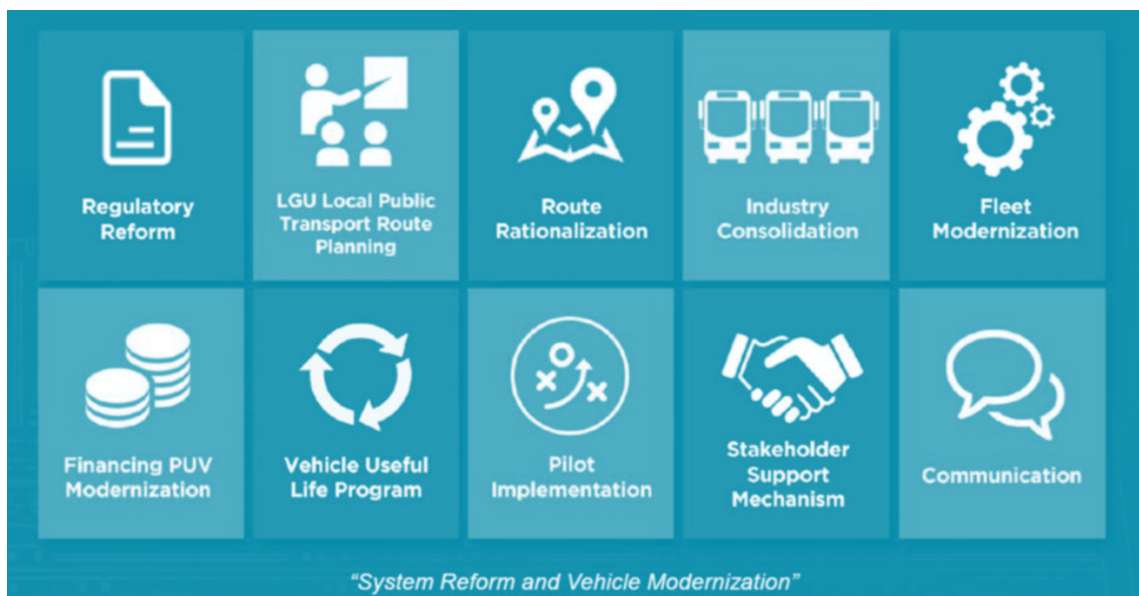 Regulatory
Reform
LGU Local Public
Transport Route
Planning
Route
Rationalization
Industry
Consolidation
Fleet
Modernization
Financing PUV
Modernization
Vehicle Useful
Life Program
Pilot
Implementation
Stakeholder
Support
Mechanism
Communication
“System Reform and Vehicle Modernization”